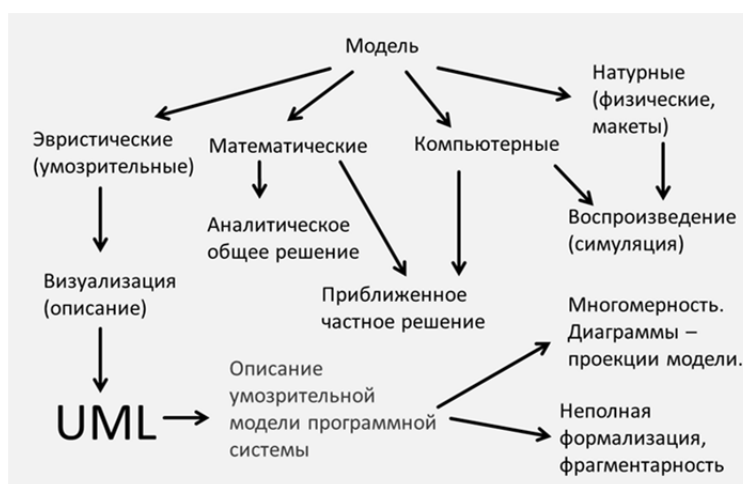 Модель
Натурные
(физические,
макеты)
Эвристические
(умозрительные)
Математические
Компьютерные
Аналитическое
общее решение
Воспроизведение
(симуляция)
Визуализация
(описание)
Приближенное
частное решение
Многомерность.
Диаграммы –
проекции модели.
UML
Описание
умозрительной
модели программной
системы
Неполная
формализация,
фрагментарность